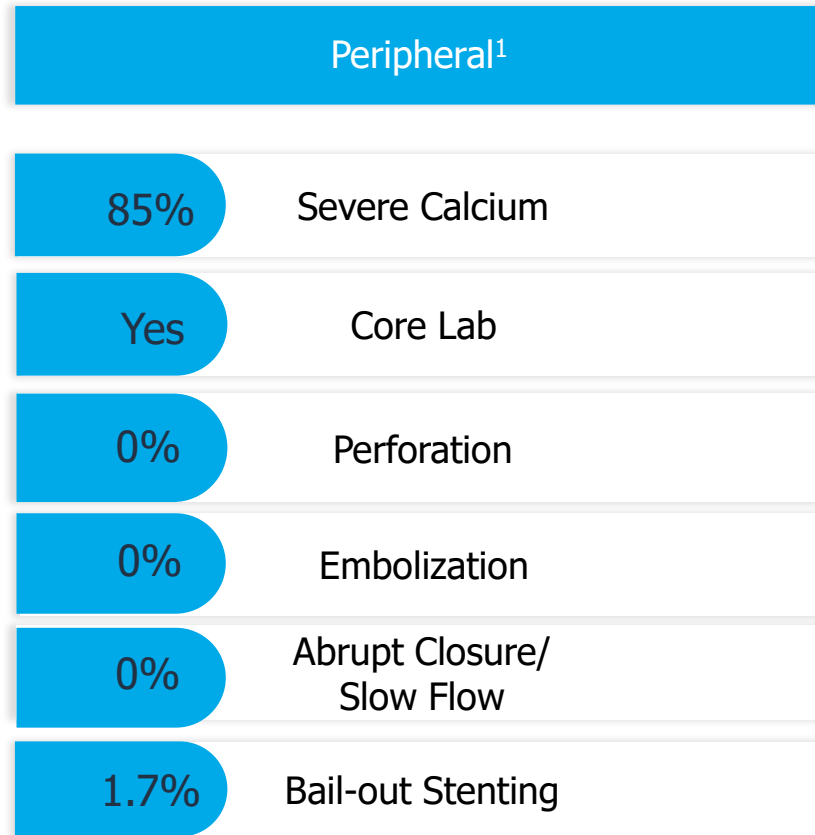 Peripheral¹
85% Severe Calcium
Yes Core Lab
0% Perforation
0% Embolization
0% Abrupt Closure/
Slow Flow
1.7% Bail-out Stenting